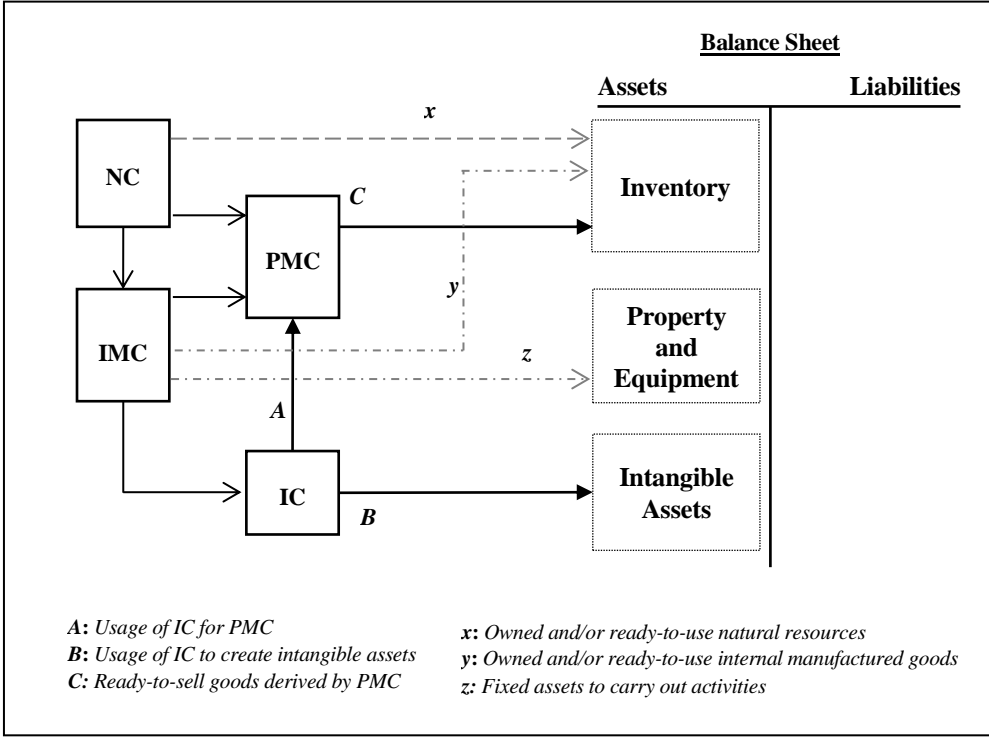 Balance Sheet
Assets Liabilities
x
NC
Inventory
C
PMC
y
IMC
Property
and
Equipment
z
A
IC
Intangible
Assets
B
A: Usage of IC for PMC
B: Usage of IC to create intangible assets
C: Ready-to-sell goods derived by PMC
x: Owned and/or ready-to-use natural resources
y: Owned and/or ready-to-use internal manufactured goods
z: Fixed assets to carry out activities